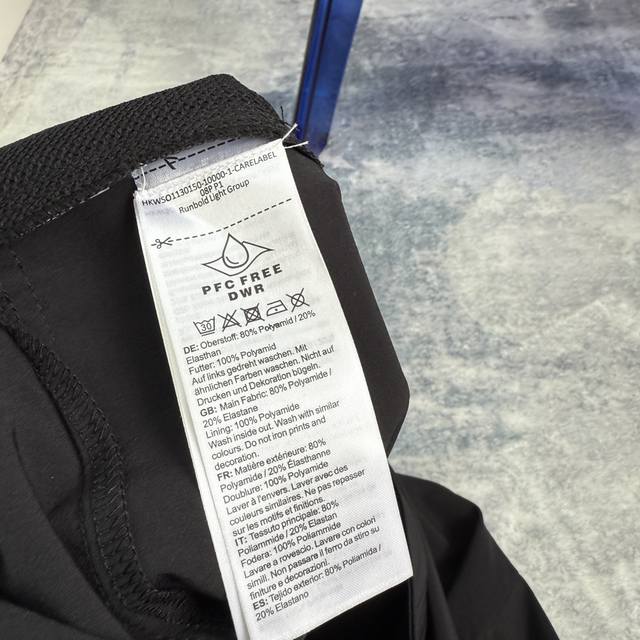 HKWSO1130150-10000-1-CARELABEL
08P P1
Runbold Light Group
PFC FREE
DWR
30
DE: Oberstoff: 80% Polyamid / 20%
Elasthan
Futter: 100% Polyamid
Auf links gedreht waschen. Mit
ähnlichen Farben waschen. Nicht auf
Drucken und Dekoration bügeln.
GB: Main Fabric: 80% Polyamide /
20% Elastane
Lining: 100% Polyamide
Wash inside out. Wash with similar
colours. Do not iron prints and
decoration.
FR: Matière extérieure: 80%
Polyamide / 20% Élasthanne
Doublure: 100% Polyamide
Laver à l'envers. Laver avec des
couleurs similaires. Ne pas repasser
sur les motifs et finitions.
IT: Tessuto principale: 80%
Poliammide / 20% Elastan
Fodera: 100% Poliammide
Lavare a rovescio. Lavare con colori
simili. Non passare il ferro da stiro su
finiture e decorazioni.
ES: Tejido exterior: 80% Poliamida /
20% Elastano